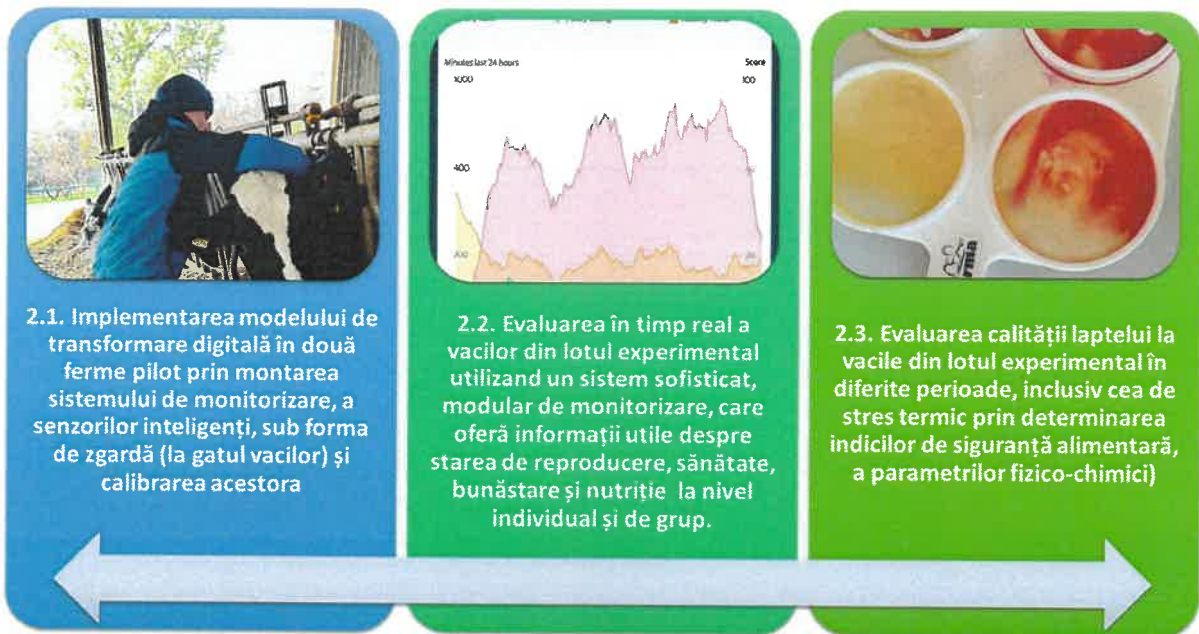 2.1. Implementarea modelului de
transformare digitală în două
ferme pilot prin montarea
sistemului de monitorizare, a
senzorilor inteligenți, sub forma
de zgardă (la gatul vacilor) și
calibrarea acestora
Minutes last 24 hours
Score
1000
100
400
2.2. Evaluarea în timp real a
vacilor din lotul experimental
utilizand un sistem sofisticat,
modular de monitorizare, care
oferă informații utile despre
starea de reproducere, sănătate,
bunăstare și nutriție la nivel
individual și de grup.
2.3. Evaluarea calității laptelui la
vacile din lotul experimental în
diferite perioade, inclusiv cea de
stres termic prin determinarea
indicilor de siguranță alimentară,
a parametrilor fizico-chimici)